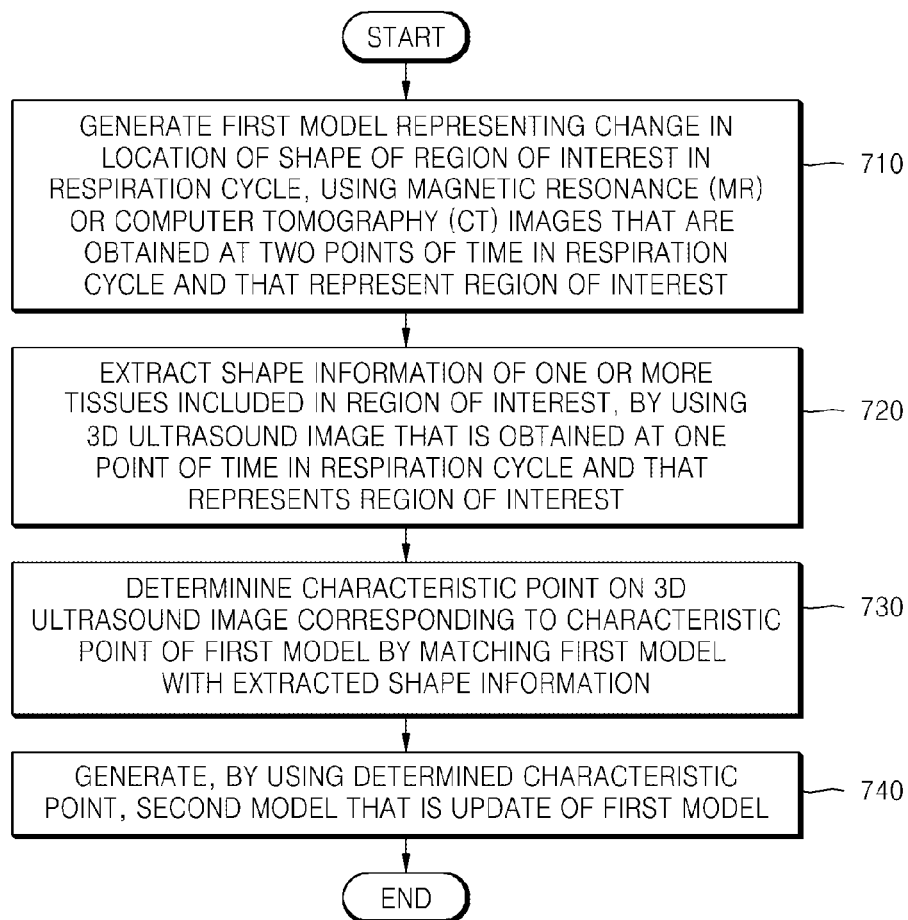 START
GENERATE FIRST MODEL REPRESENTING CHANGE IN
LOCATION OF SHAPE OF REGION OF INTEREST IN
RESPIRATION CYCLE, USING MAGNETIC RESONANCE (MR)
OR COMPUTER TOMOGRAPHY (CT) IMAGES THAT ARE
OBTAINED AT TWO POINTS OF TIME IN RESPIRATION
CYCLE AND THAT REPRESENT REGION OF INTEREST
710
EXTRACT SHAPE INFORMATION OF ONE OR MORE
TISSUES INCLUDED IN REGION OF INTEREST, BY USING
3D ULTRASOUND IMAGE THAT IS OBTAINED AT ONE
POINT OF TIME IN RESPIRATION CYCLE AND THAT
REPRESENTS REGION OF INTEREST
720
DETERMININE CHARACTERISTIC POINT ON 3D
ULTRASOUND IMAGE CORRESPONDING TO CHARACTERISTIC
POINT OF FIRST MODEL BY MATCHING FIRST MODEL
WITH EXTRACTED SHAPE INFORMATION
730
GENERATE, BY USING DETERMINED CHARACTERISTIC
POINT, SECOND MODEL THAT IS UPDATE OF FIRST MODEL
740
END